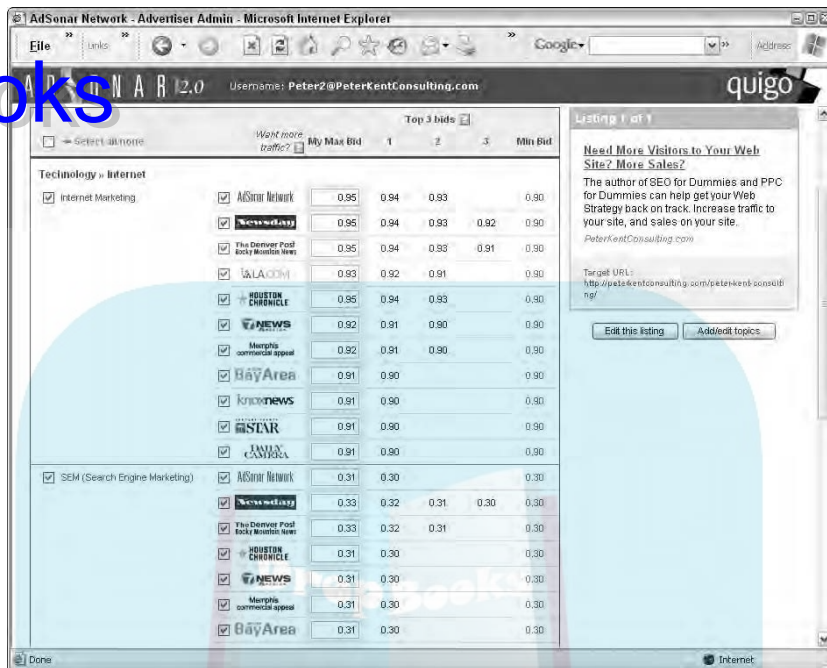 AdSonar Network - Advertiser Admin - Microsoft Internet Explorer
File » Links » » Google » Address
ooks
ADSONAR 2.0 Username: Peter2@PeterKentConsulting.com quigo
Top 3 bids
Select all/none Want more traffic? My Max Bid 1 2 3 Min Bid
Technology » Internet
Internet Marketing AdSonar Network 0.95 0.94 0.93 0.90
Newsday 0.95 0.94 0.93 0.92 0.90
The Denver Post Rocky Mountain News 0.95 0.94 0.93 0.91 0.90
0.93 0.92 0.91 0.90
HOUSTON CHRONICLE 0.95 0.94 0.93 0.90
7NEWS 0.92 0.91 0.90 0.90
Memphis commercial appeal 0.92 0.91 0.90 0.90
BayArea 0.91 0.90 0.90
knoxnews 0.91 0.90 0.90
STAR 0.91 0.90 0.90
DAILY CAMERA 0.91 0.90 0.90
SEM (Search Engine Marketing) AdSonar Network 0.31 0.30 0.30
Newsday 0.33 0.32 0.31 0.30 0.30
The Denver Post Rocky Mountain News 0.33 0.32 0.31 0.30
HOUSTON CHRONICLE 0.31 0.30 0.30
7NEWS 0.31 0.30 0.30
Memphis commercial appeal 0.31 0.30 0.30
BayArea 0.31 0.30 0.30
Listing 1 of 1
Need More Visitors to Your Web
Site? More Sales?
The author of SEO for Dummies and PPC
for Dummies can help get your Web
Strategy back on track. Increase traffic to
your site, and sales on your site.
PeterKentConsulting.com
Target URL:
http://peterkentconsulting.com/peter-kent-consulti
ng/
Edit this listing Add/edit topics
DropBooks
Done Internet